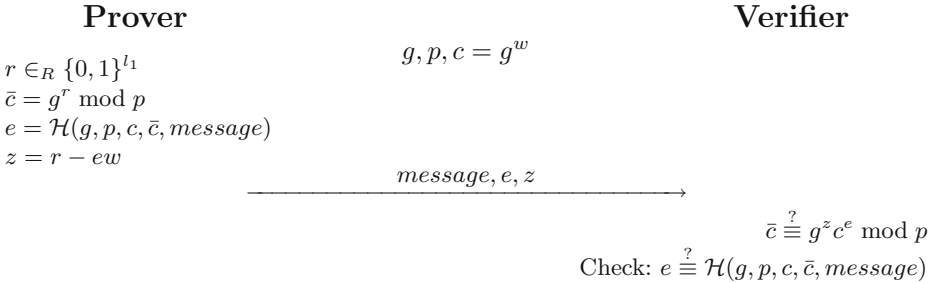 Prover
Verifier
g, p, c = g^w
r ∈_R {0, 1}^{l_1}
c̄ = g^r mod p
e = ℋ(g, p, c, c̄, message)
z = r − ew
message, e, z
c̄ ≟≡ g^z c^e mod p
Check: e ≟≡ ℋ(g, p, c, c̄, message)